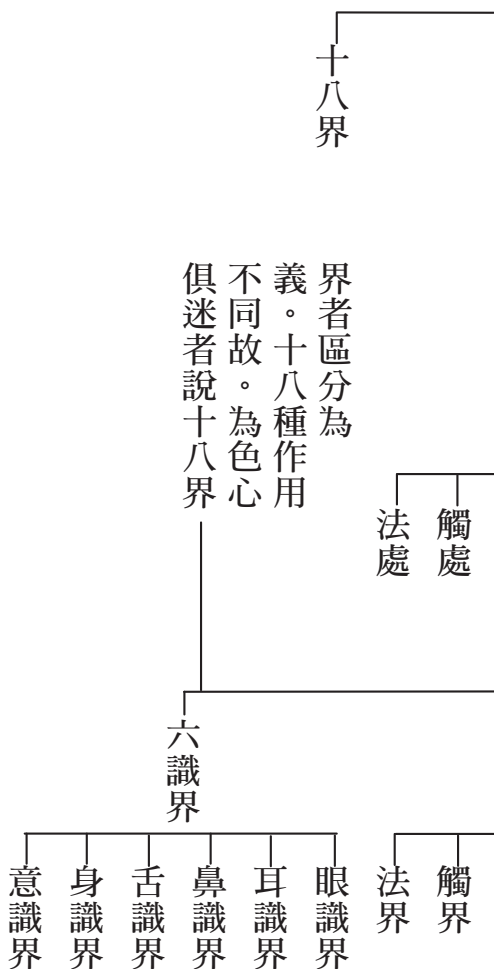 十八界
界者區分為
義。十八種作用
不同故。為色心
俱迷者說十八界
觸處
法處
六識界
觸界
法界
眼識界
耳識界
鼻識界
舌識界
身識界
意識界